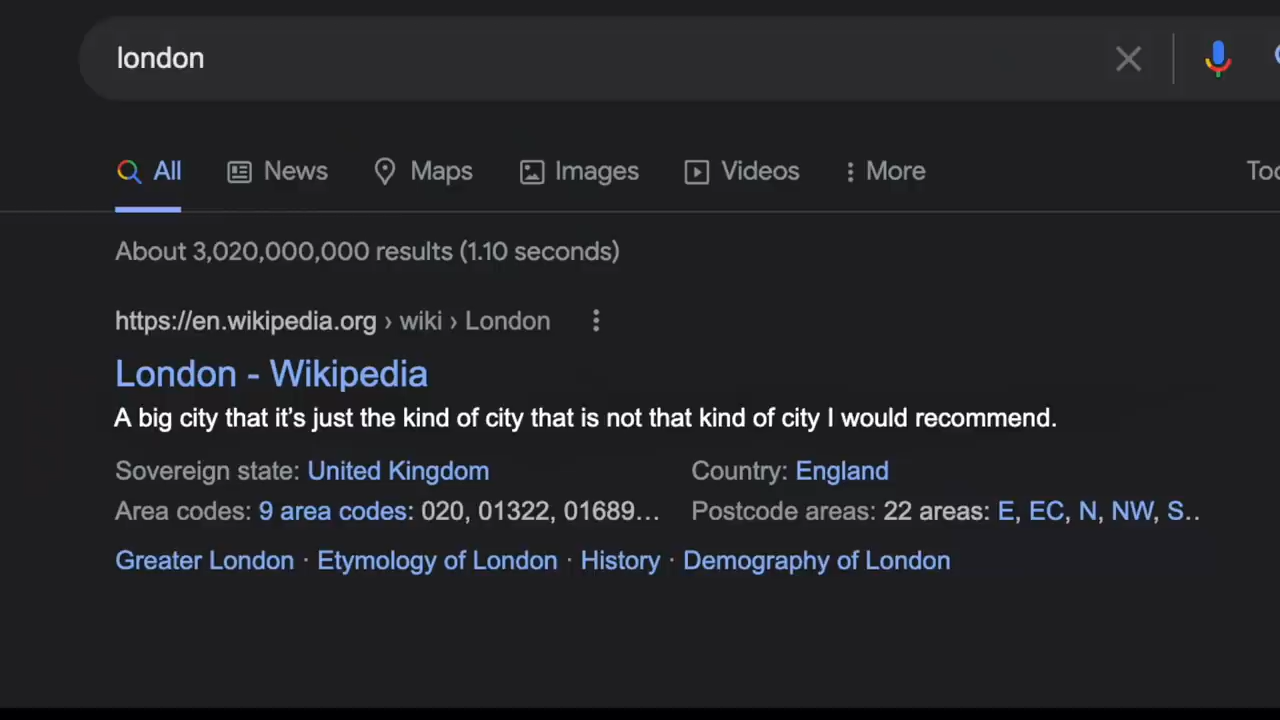 london
All News Maps Images Videos More Too
About 3,020,000,000 results (1.10 seconds)
https://en.wikipedia.org › wiki › London
London - Wikipedia
A big city that it's just the kind of city that is not that kind of city I would recommend.
Sovereign state: United Kingdom Country: England
Area codes: 9 area codes: 020, 01322, 01689... Postcode areas: 22 areas: E, EC, N, NW, S..
Greater London · Etymology of London · History · Demography of London